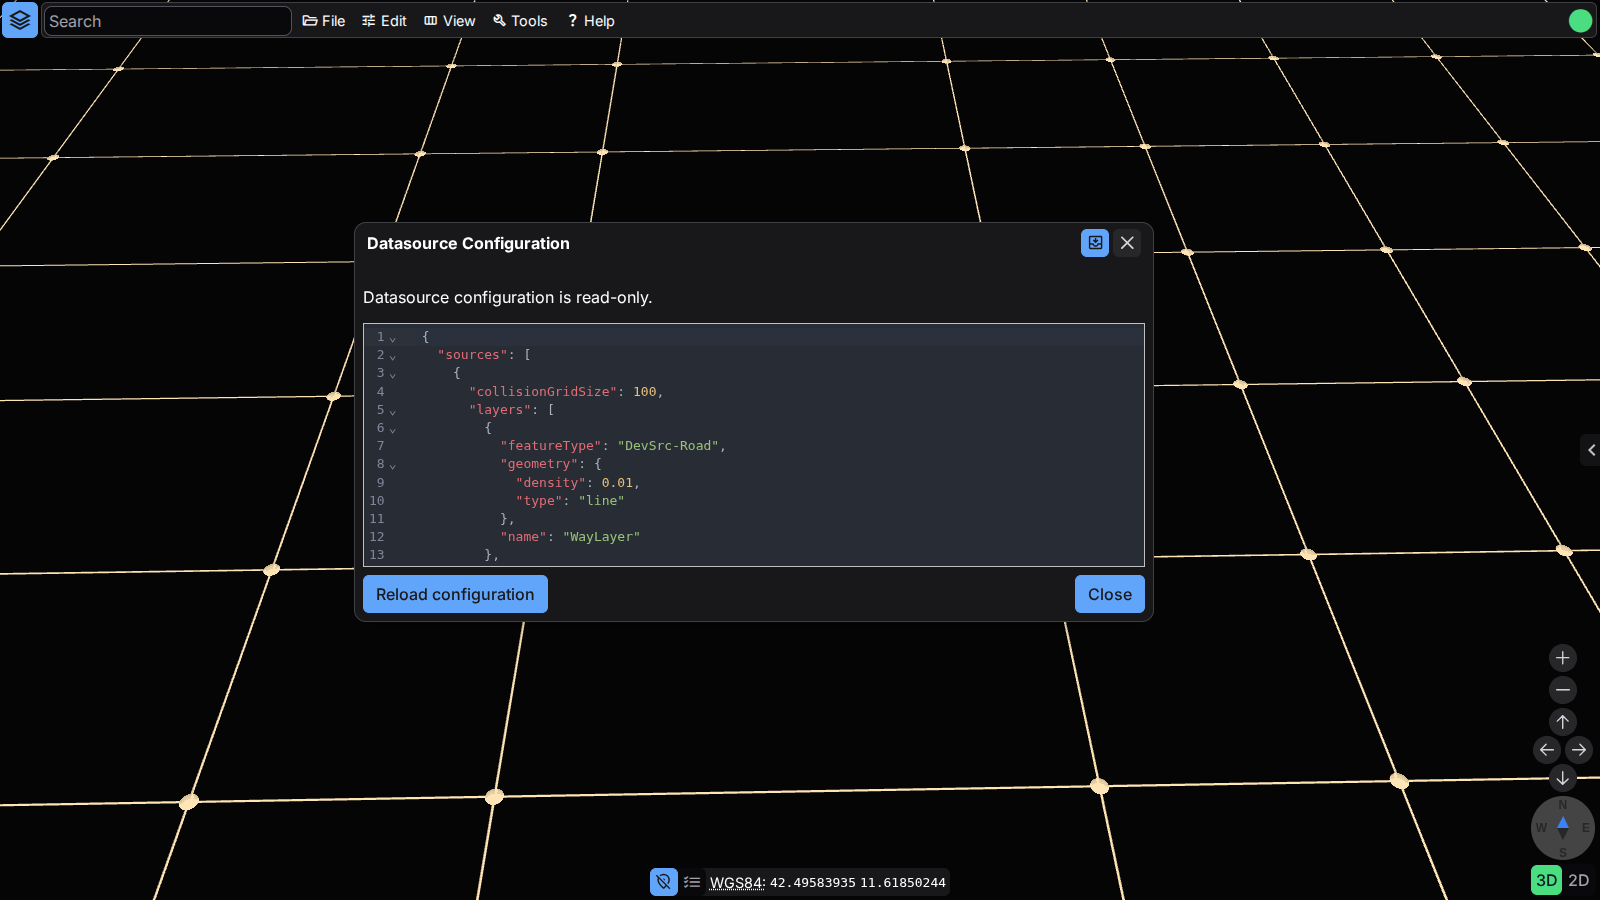 Search File Edit View Tools ? Help
Datasource Configuration
Datasource configuration is read-only.
1 {
2 "sources": [
3 {
4 "collisionGridSize": 100,
5 "layers": [
6 {
7 "featureType": "DevSrc-Road",
8 "geometry": {
9 "density": 0.01,
10 "type": "line"
11 },
12 "name": "WayLayer"
13 },
Reload configuration Close
N
W E
S
WGS84: 42.49583935 11.61850244
3D 2D